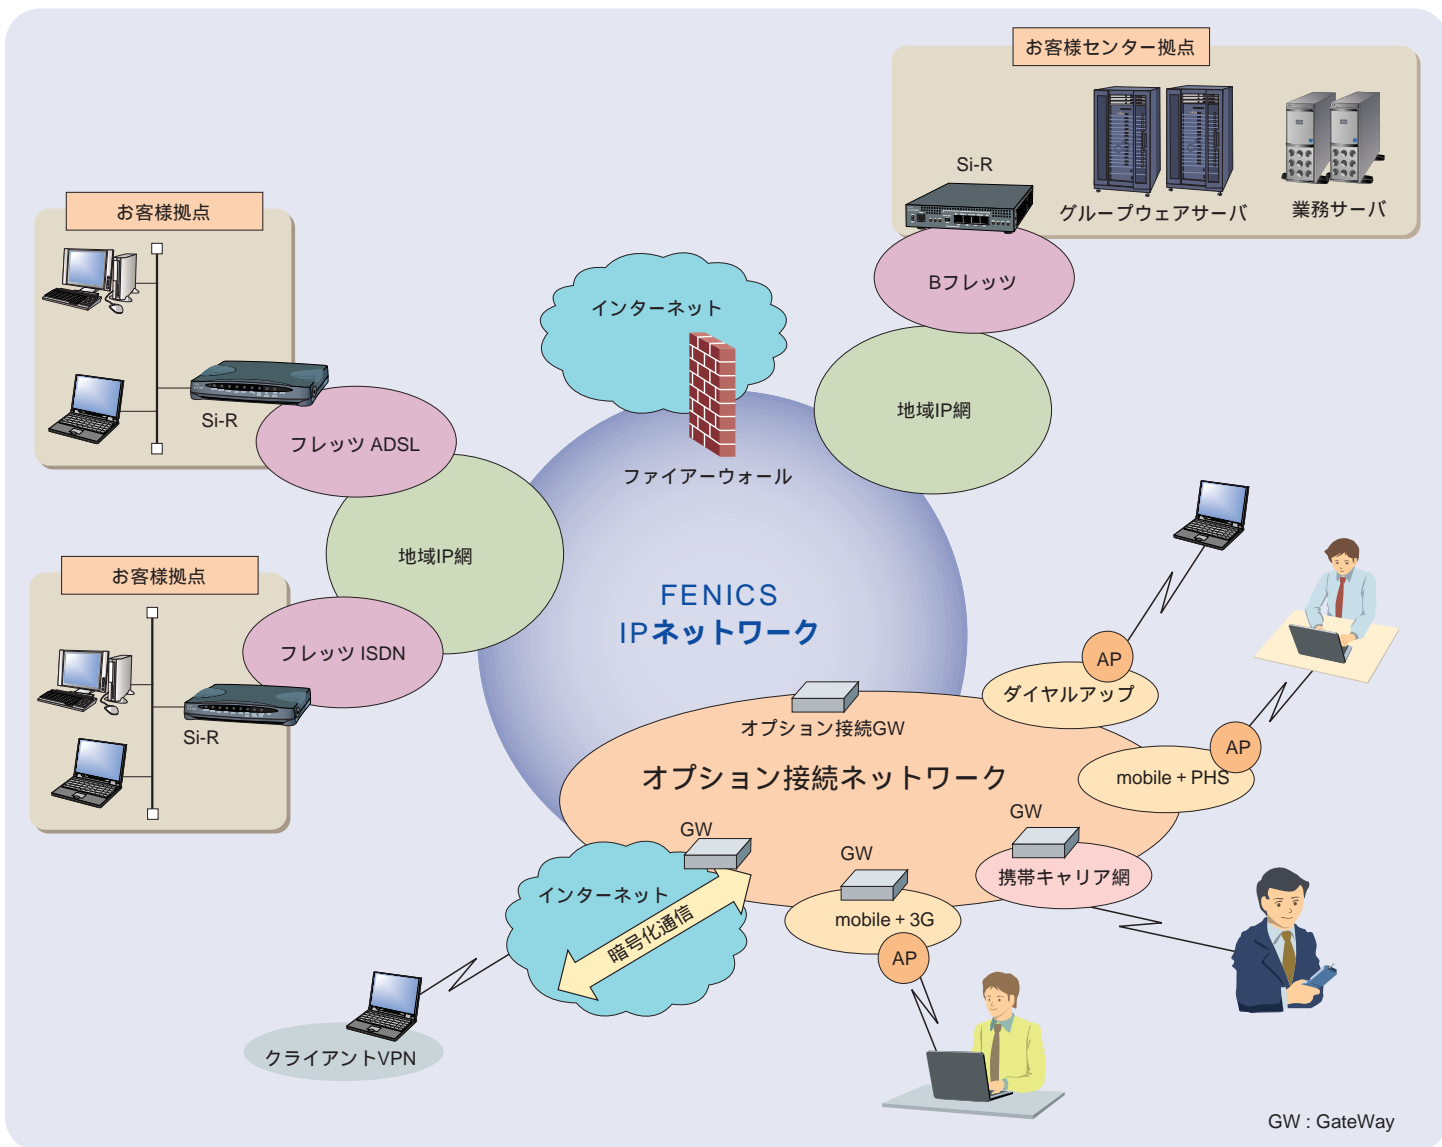 お客様センター拠点
Si-R
グループウェアサーバ
業務サーバ
お客様拠点
Bフレッツ
インターネット
地域IP網
Si-R
フレッツ ADSL
ファイアーウォール
地域IP網
お客様拠点
FENICS
IPネットワーク
フレッツ ISDN
AP
ダイヤルアップ
Si-R
オプション接続GW
AP
オプション接続ネットワーク
mobile + PHS
GW
GW
GW
携帯キャリア網
インターネット
mobile + 3G
暗号化通信
AP
クライアントVPN
GW : GateWay